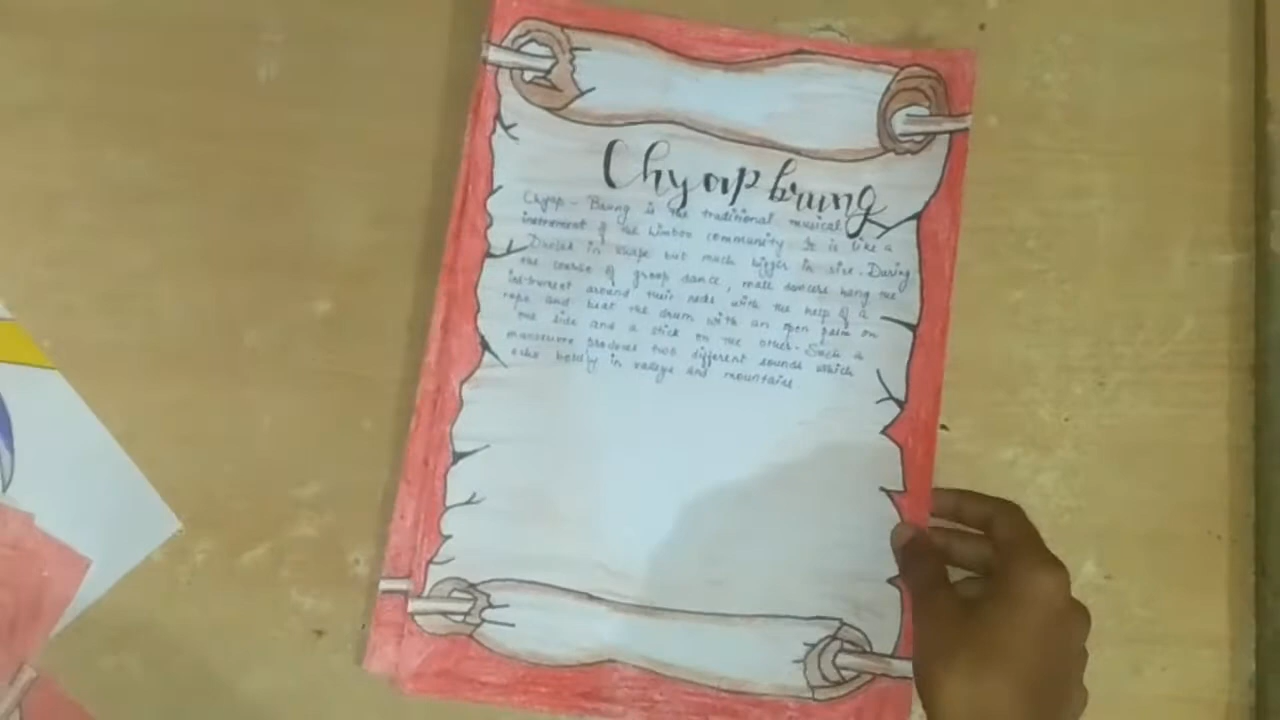 Chyap brung
Chyap - Brung is the traditional musical
instrument of the Limboo community. It is like a
Dholak in shape but much bigger in size. During
the course of group dance, male dancers hang the
instrument around their necks with the help of a
rope and beat the drum with an open palm on
one side and a stick on the other. Such a
manoeuvre produces two different sounds which
echo boldly in valleys and mountains